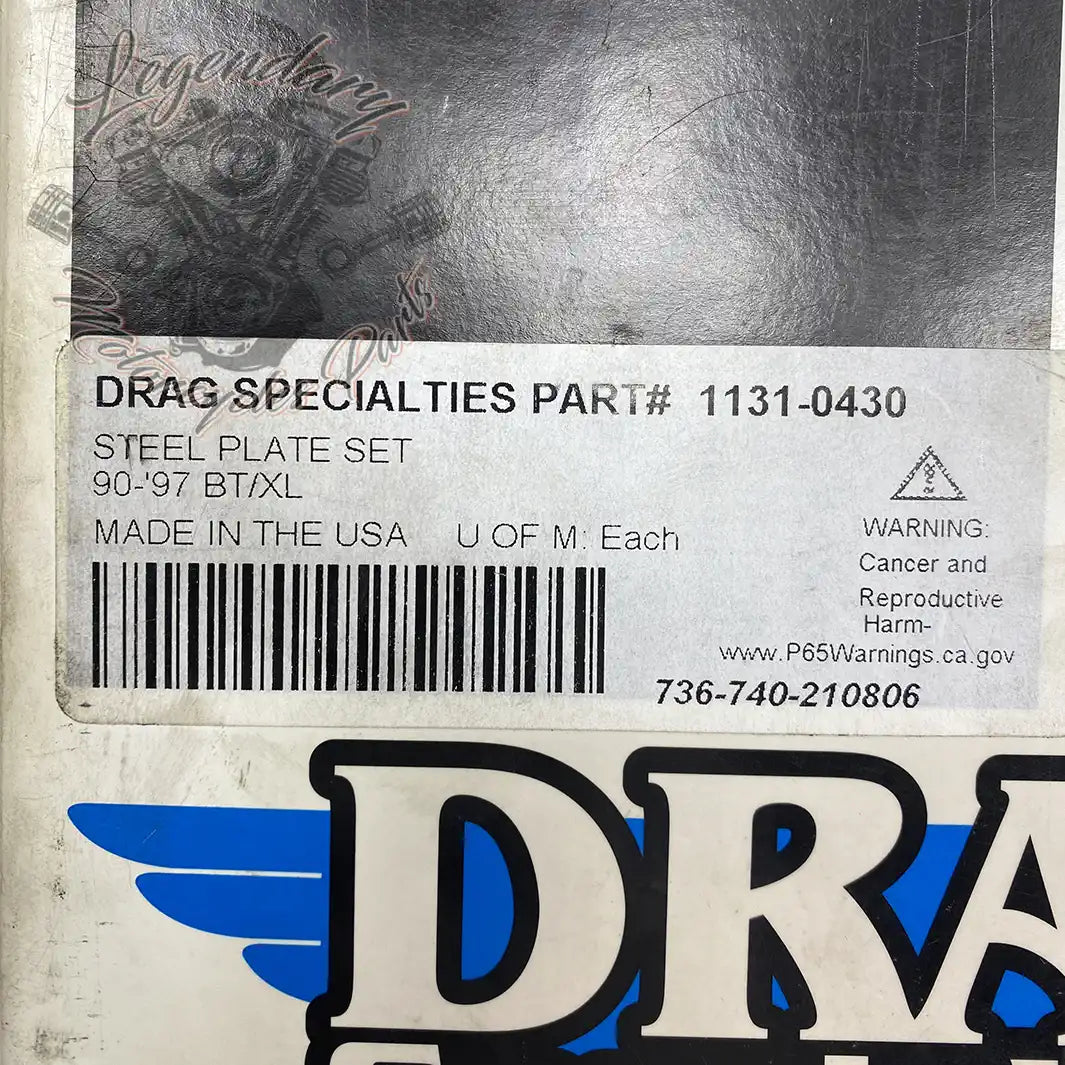 Legendary
Motorcycle Parts
DRAG SPECIALTIES PART# 1131-0430
STEEL PLATE SET
90-'97 BT/XL
MADE IN THE USA U OF M: Each
WARNING:
Cancer and
Reproductive
Harm-
www.P65Warnings.ca.gov
736-740-210806
DRA